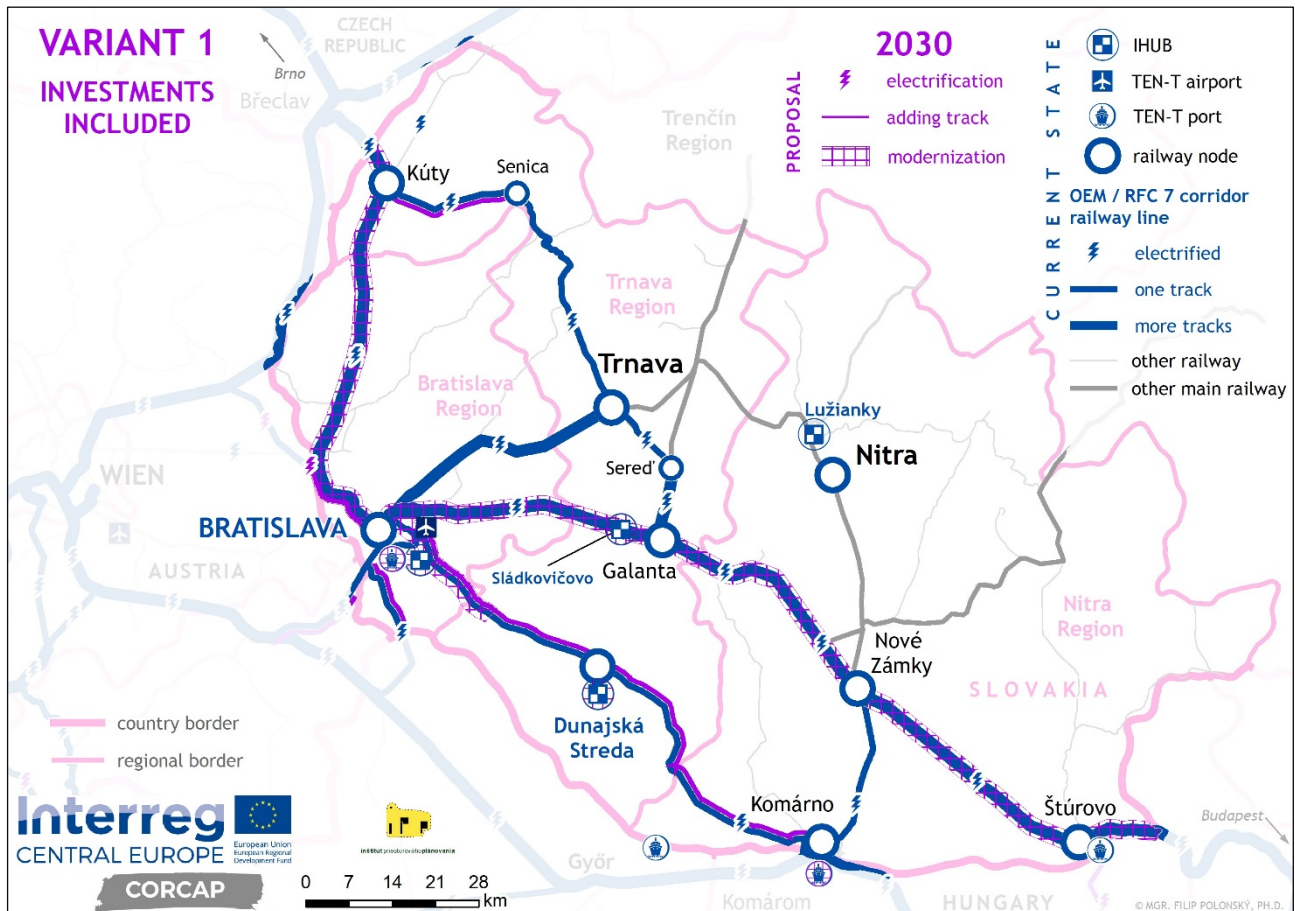 VARIANT 1
INVESTMENTS
INCLUDED
CZECH
REPUBLIC
Brno
Břeclav
Trenčín
Region
2030
PROPOSAL
electrification
adding track
modernization
CURRENT STATE
IHUB
TEN-T airport
TEN-T port
railway node
OEM / RFC 7 corridor
railway line
electrified
one track
more tracks
other railway
other main railway
Kúty
Senica
Trnava
Region
Trnava
Bratislava
Region
Lužianky
Nitra
Sereď
WIEN
BRATISLAVA
AUSTRIA
Sládkovičovo
Galanta
Nové
Zámky
Nitra
Region
SLOVAKIA
Dunajská
Streda
country border
regional border
Komárno
Štúrovo
Budapest
Győr
Komárom
HUNGARY
Interreg
CENTRAL EUROPE
European Union
European Regional
Development Fund
CORCAP
inštitút priestorového plánovania
0 7 14 21 28
km
© MGR. FILIP POLONSKÝ, PH.D.